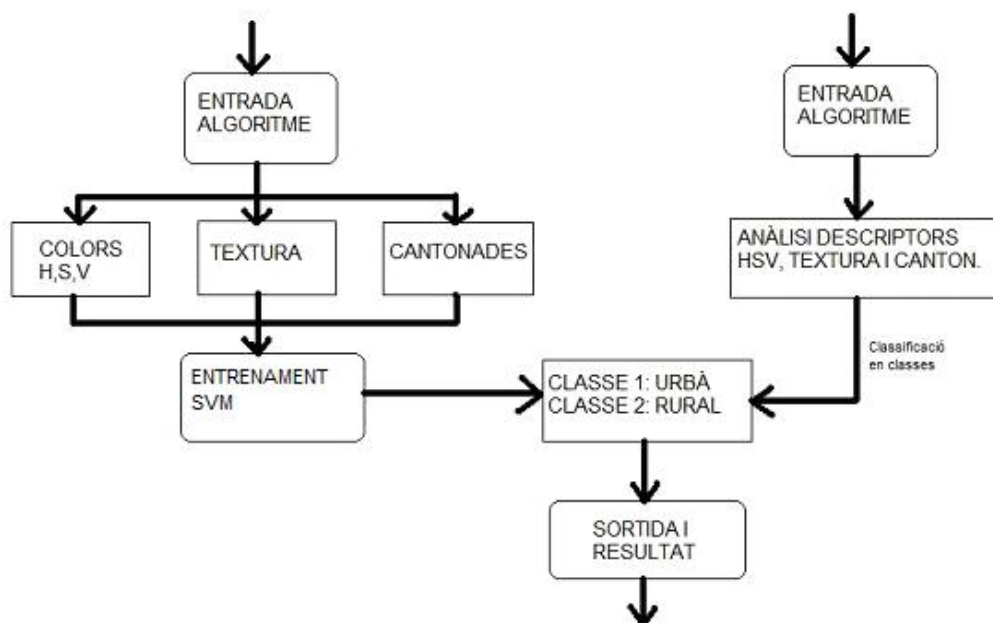 ENTRADA
ALGORITME
ENTRADA
ALGORITME
COLORS
H,S,V
TEXTURA
CANTONADES
ANÀLISI DESCRIPTORS
HSV, TEXTURA I CANTON.
Classificació
en classes
ENTRENAMENT
SVM
CLASSE 1: URBÀ
CLASSE 2: RURAL
SORTIDA I
RESULTAT